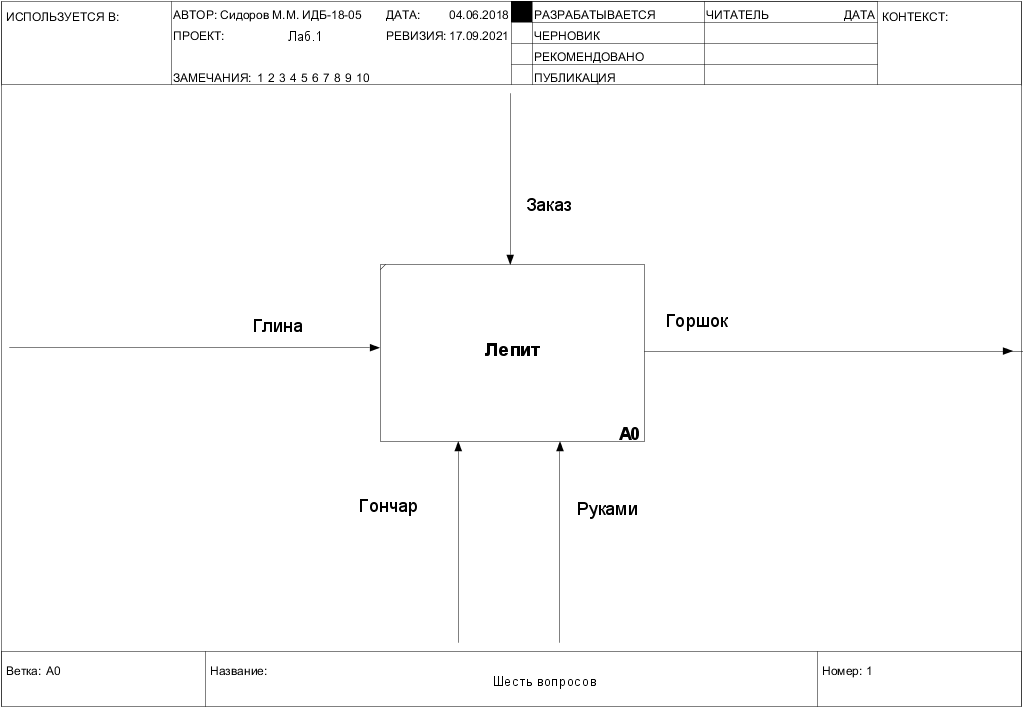 ИСПОЛЬЗУЕТСЯ В:
АВТОР: Сидоров М.М. ИДБ-18-05 ДАТА: 04.06.2018
РАЗРАБАТЫВАЕТСЯ
ЧИТАТЕЛЬ ДАТА
КОНТЕКСТ:
ПРОЕКТ: Лаб.1 РЕВИЗИЯ: 17.09.2021
ЧЕРНОВИК
РЕКОМЕНДОВАНО
ЗАМЕЧАНИЯ: 1 2 3 4 5 6 7 8 9 10
ПУБЛИКАЦИЯ
Заказ
Глина
Горшок
Лепит
A0
Гончар
Руками
Ветка: A0
Название:
Шесть вопросов
Номер: 1